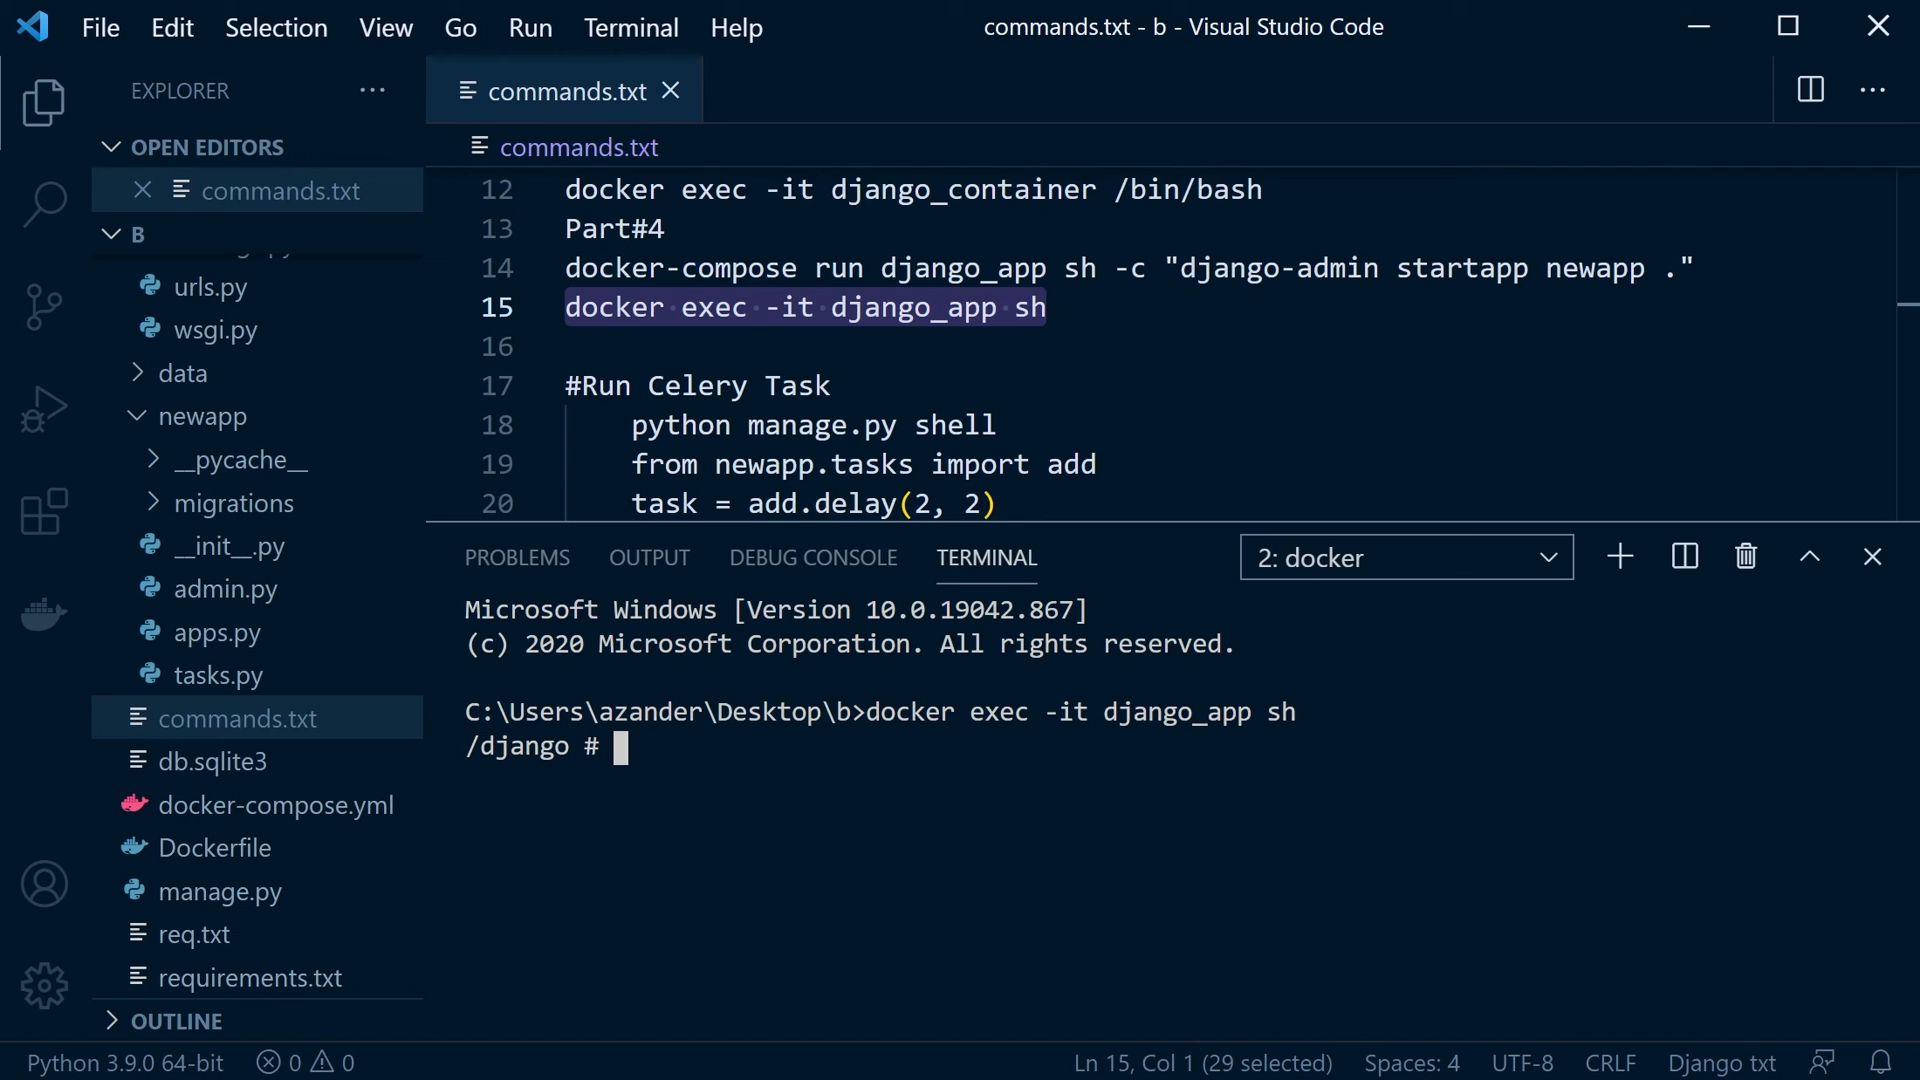 File Edit Selection View Go Run Terminal Help
commands.txt - b - Visual Studio Code
EXPLORER
OPEN EDITORS
commands.txt
B
urls.py
wsgi.py
data
newapp
__pycache__
migrations
__init__.py
admin.py
apps.py
tasks.py
commands.txt
db.sqlite3
docker-compose.yml
Dockerfile
manage.py
req.txt
requirements.txt
OUTLINE
commands.txt
commands.txt
12 docker exec -it django_container /bin/bash
13 Part#4
14 docker-compose run django_app sh -c "django-admin startapp newapp ."
15 docker exec -it django_app sh
16
17 #Run Celery Task
18 python manage.py shell
19 from newapp.tasks import add
20 task = add.delay(2, 2)
PROBLEMS OUTPUT DEBUG CONSOLE TERMINAL 2: docker
Microsoft Windows [Version 10.0.19042.867]
(c) 2020 Microsoft Corporation. All rights reserved.
C:\Users\azander\Desktop\b>docker exec -it django_app sh
/django #
Python 3.9.0 64-bit 0 0 Ln 15, Col 1 (29 selected) Spaces: 4 UTF-8 CRLF Django txt